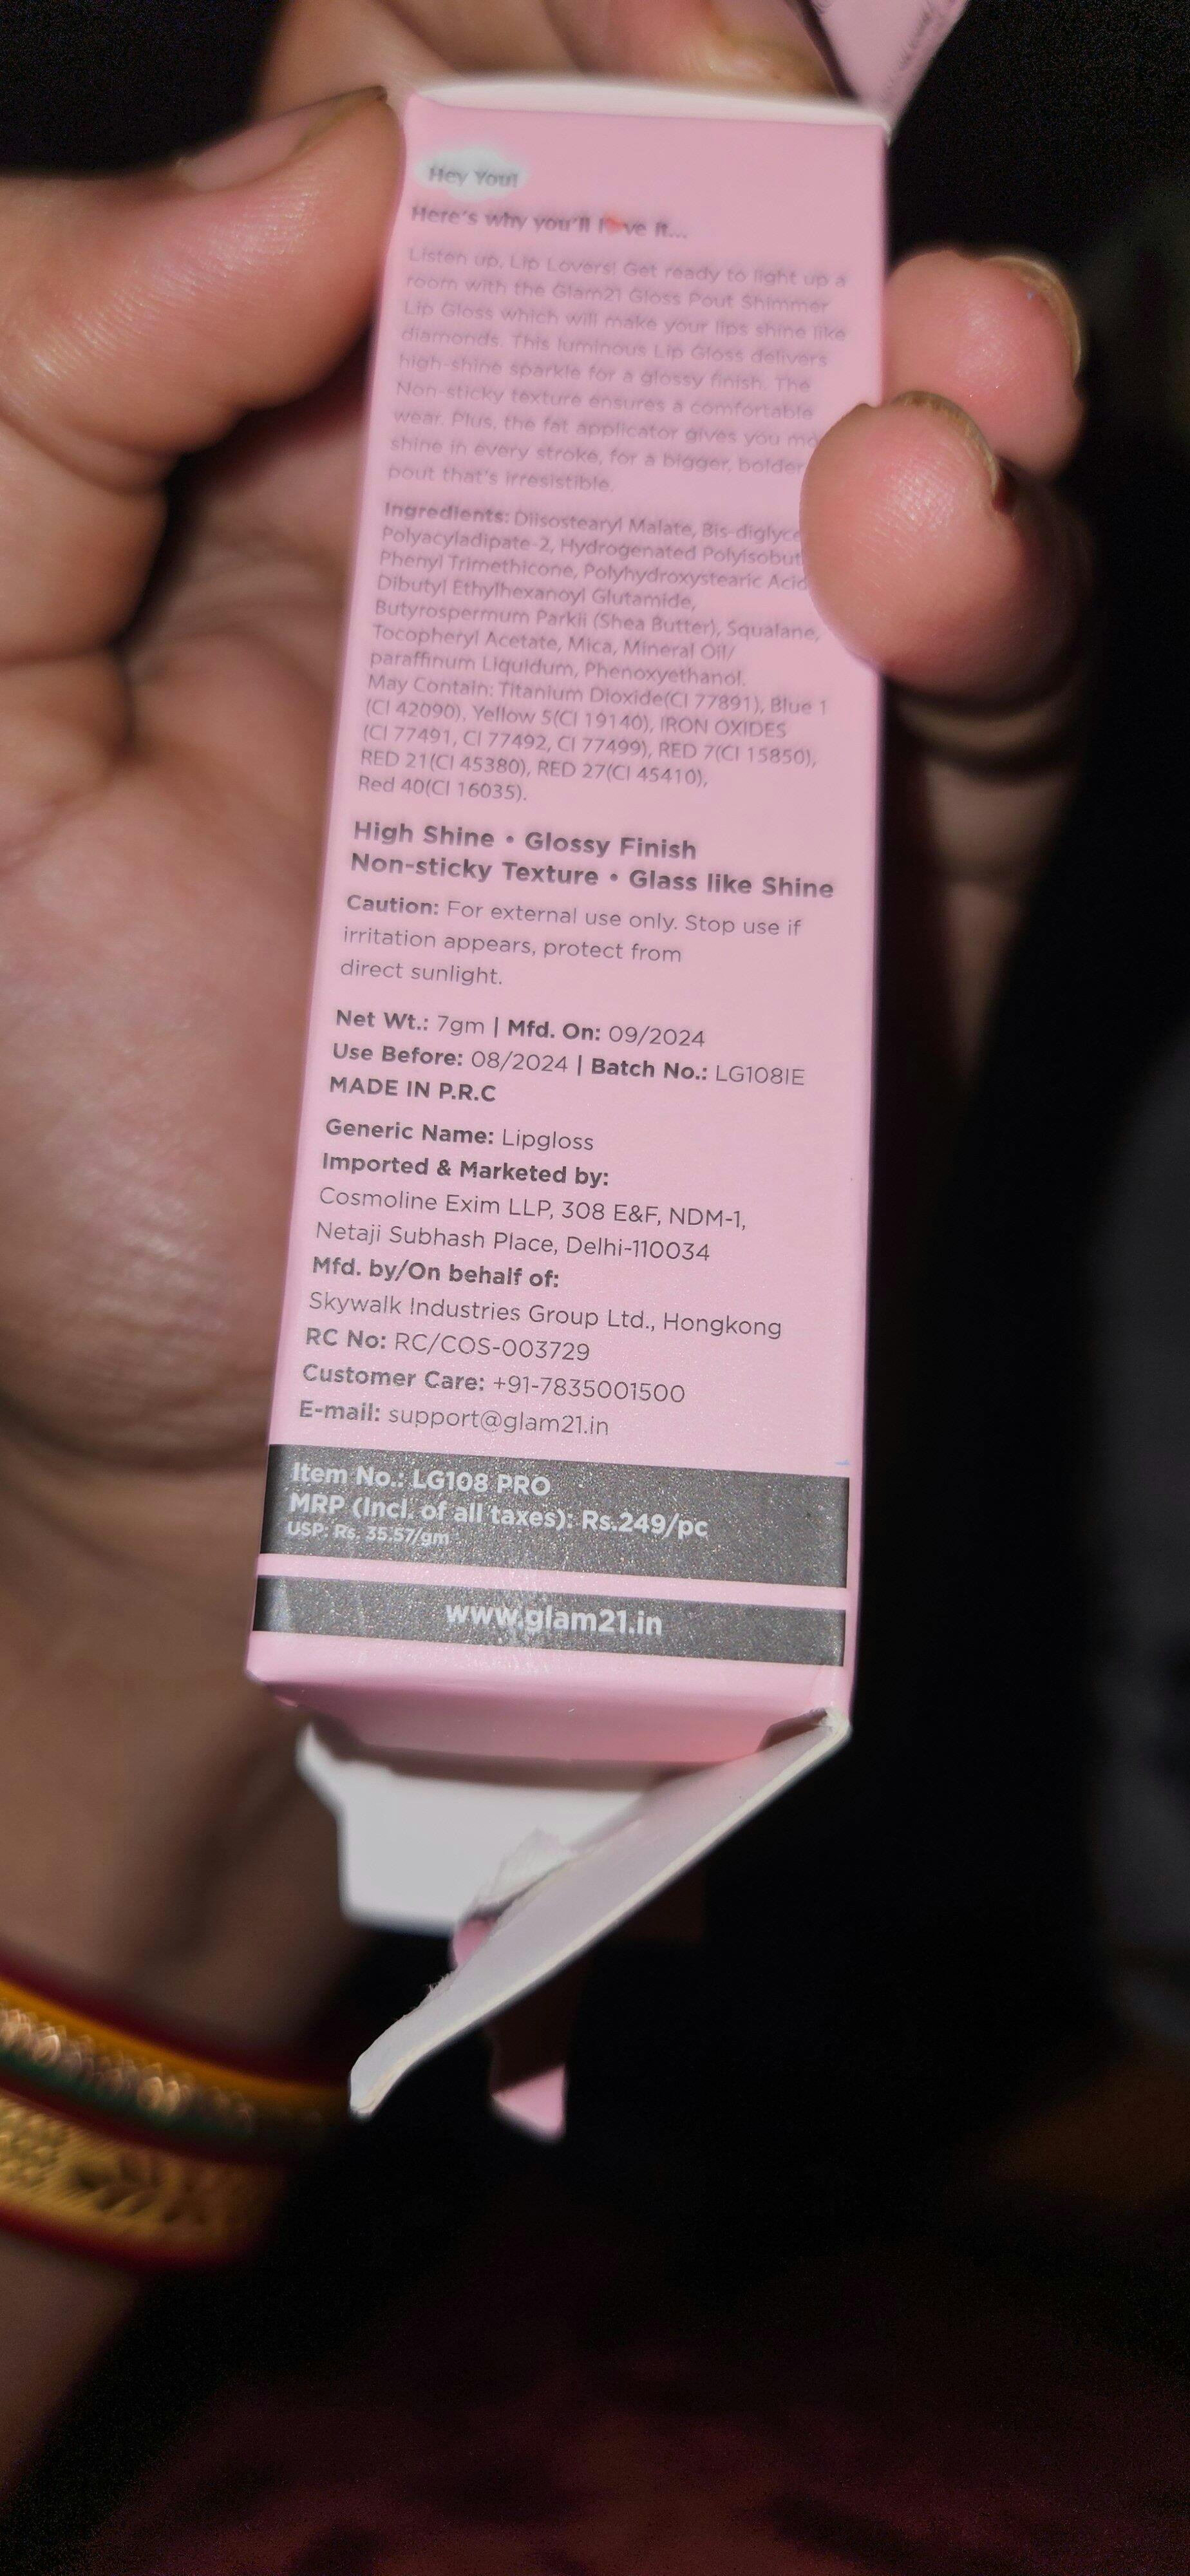 Hey You!
Here's why you'll love it...
Listen up, Lip Lovers! Get ready to light up a
room with the Glam21 Gloss Pout Shimmer
Lip Gloss which will make your lips shine like
diamonds. This luminous Lip Gloss delivers
high-shine sparkle for a glossy finish. The
Non-sticky texture ensures a comfortable
wear. Plus, the fat applicator gives you
shine in every stroke, for a bigger, bolder
pout that's irresistible.
Ingredients: Diisostearyl Malate,
Polyacyladipate-2, Hydrogenated
Phenyl Trimethicone, Polyhydroxystearic Acid
Dibutyl Ethylhexanoyl Glutamide,
Butyrospermum Parkii (Shea Butter), Squalane,
Tocopheryl Acetate, Mica, Mineral Oil/
paraffinum Liquidum, Phenoxyethanol.
May Contain: Titanium Dioxide(CI 77891), Blue 1
(CI 42090), Yellow 5(CI 19140), IRON OXIDES
(CI 77491, CI 77492, CI 77499), RED 7(CI 15850),
RED 21(CI 45380), RED 27(CI 45410),
Red 40(CI 16035).
High Shine • Glossy Finish
Non-sticky Texture • Glass like Shine
Caution: For external use only. Stop use if
irritation appears, protect from
direct sunlight.
Net Wt.: 7gm | Mfd. On: 09/2024
Use Before: 08/2024 | Batch No.: LG108IE
MADE IN P.R.C
Generic Name: Lipgloss
Imported & Marketed by:
Cosmoline Exim LLP, 308 E&F, NDM-1,
Netaji Subhash Place, Delhi-110034
Mfd. by/On behalf of:
Skywalk Industries Group Ltd., Hongkong
RC No: RC/COS-003729
Customer Care: +91-7835001500
E-mail: support@glam21.in
Item No.: LG108 PRO
MRP (Incl. of all taxes): Rs.249/pc
USP: Rs. 35.57/gm
www.glam21.in